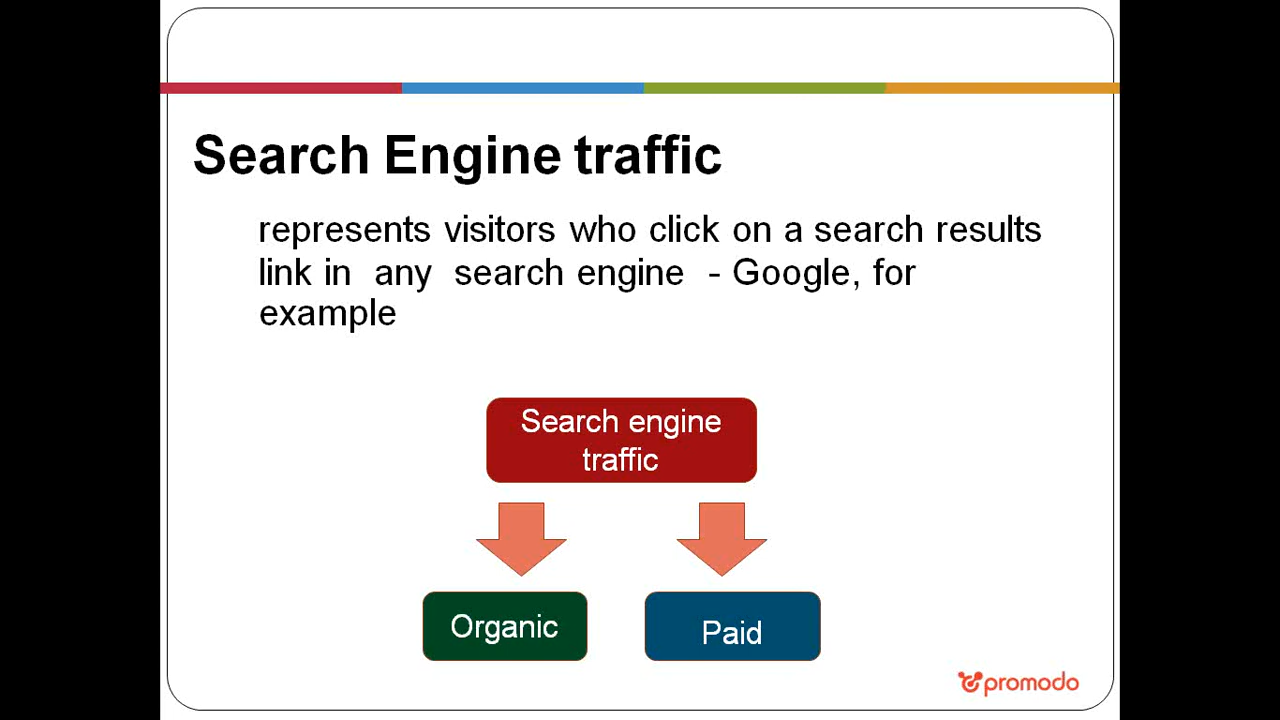 Search Engine traffic
represents visitors who click on a search results
link in any search engine - Google, for
example
Search engine
traffic
Organic
Paid
promodo